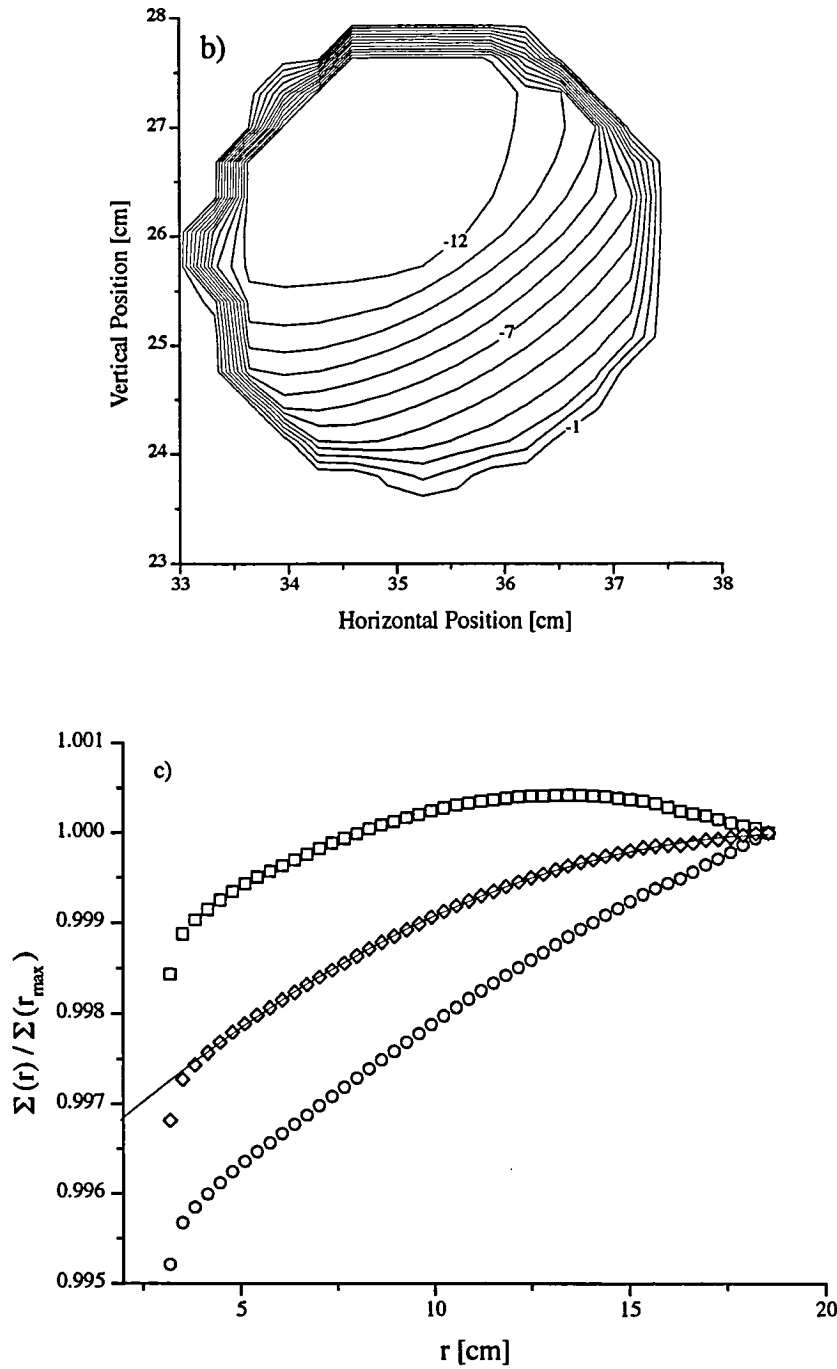 b)
28
27
26
25
24
23
Vertical Position [cm]
-12
-7
-1
33 34 35 36 37 38
Horizontal Position [cm]
c)
1.001
1.000
0.999
0.998
0.997
0.996
0.995
Σ(r) / Σ(r_max)
5 10 15 20
r [cm]